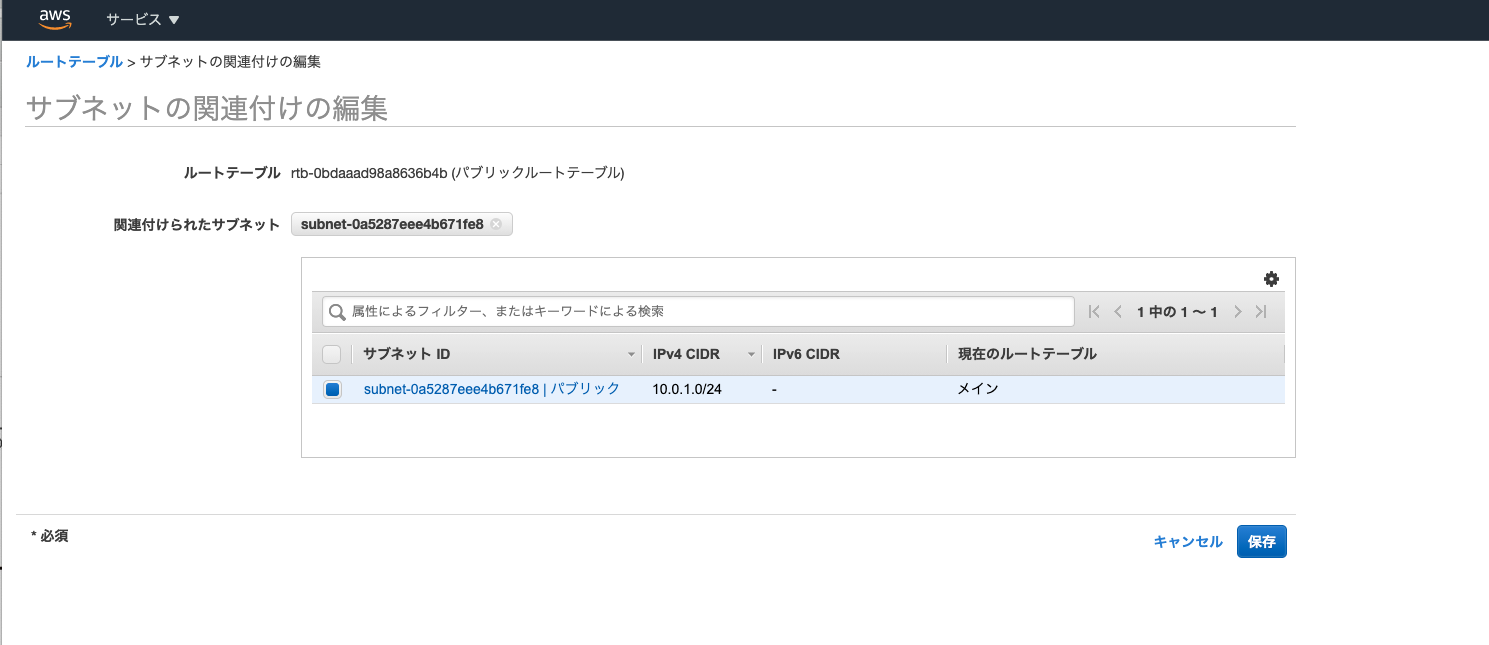 aws サービス ▼
ルートテーブル > サブネットの関連付けの編集
サブネットの関連付けの編集
ルートテーブル rtb-0bdaaad98a8636b4b (パブリックルートテーブル)
関連付けられたサブネット subnet-0a5287eee4b671fe8
属性によるフィルター、またはキーワードによる検索 1 中の 1 〜 1
サブネット ID IPv4 CIDR IPv6 CIDR 現在のルートテーブル
subnet-0a5287eee4b671fe8 | パブリック 10.0.1.0/24 - メイン
* 必須
キャンセル 保存